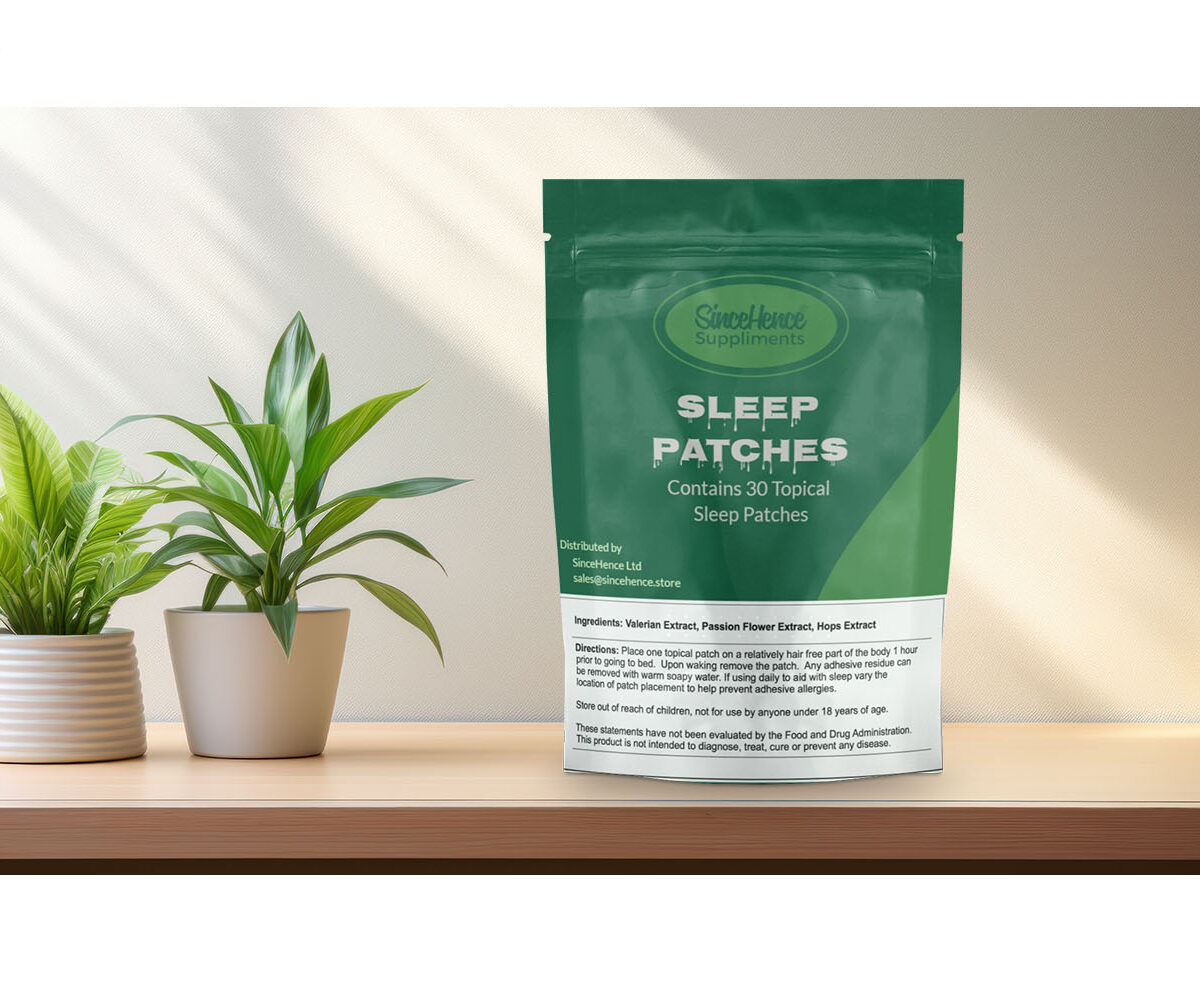 SinceHence
Suppliments
SLEEP
PATCHES
Contains 30 Topical
Sleep Patches
Distributed by
SinceHence Ltd
sales@sincehence.store
Ingredients: Valerian Extract, Passion Flower Extract, Hops Extract
Directions: Place one topical patch on a relatively hair free part of the body 1 hour
prior to going to bed. Upon waking remove the patch. Any adhesive residue can
be removed with warm soapy water. If using daily to aid with sleep vary the
location of patch placement to help prevent adhesive allergies.
Store out of reach of children, not for use by anyone under 18 years of age.
These statements have not been evaluated by the Food and Drug Administration.
This product is not intended to diagnose, treat, cure or prevent any disease.